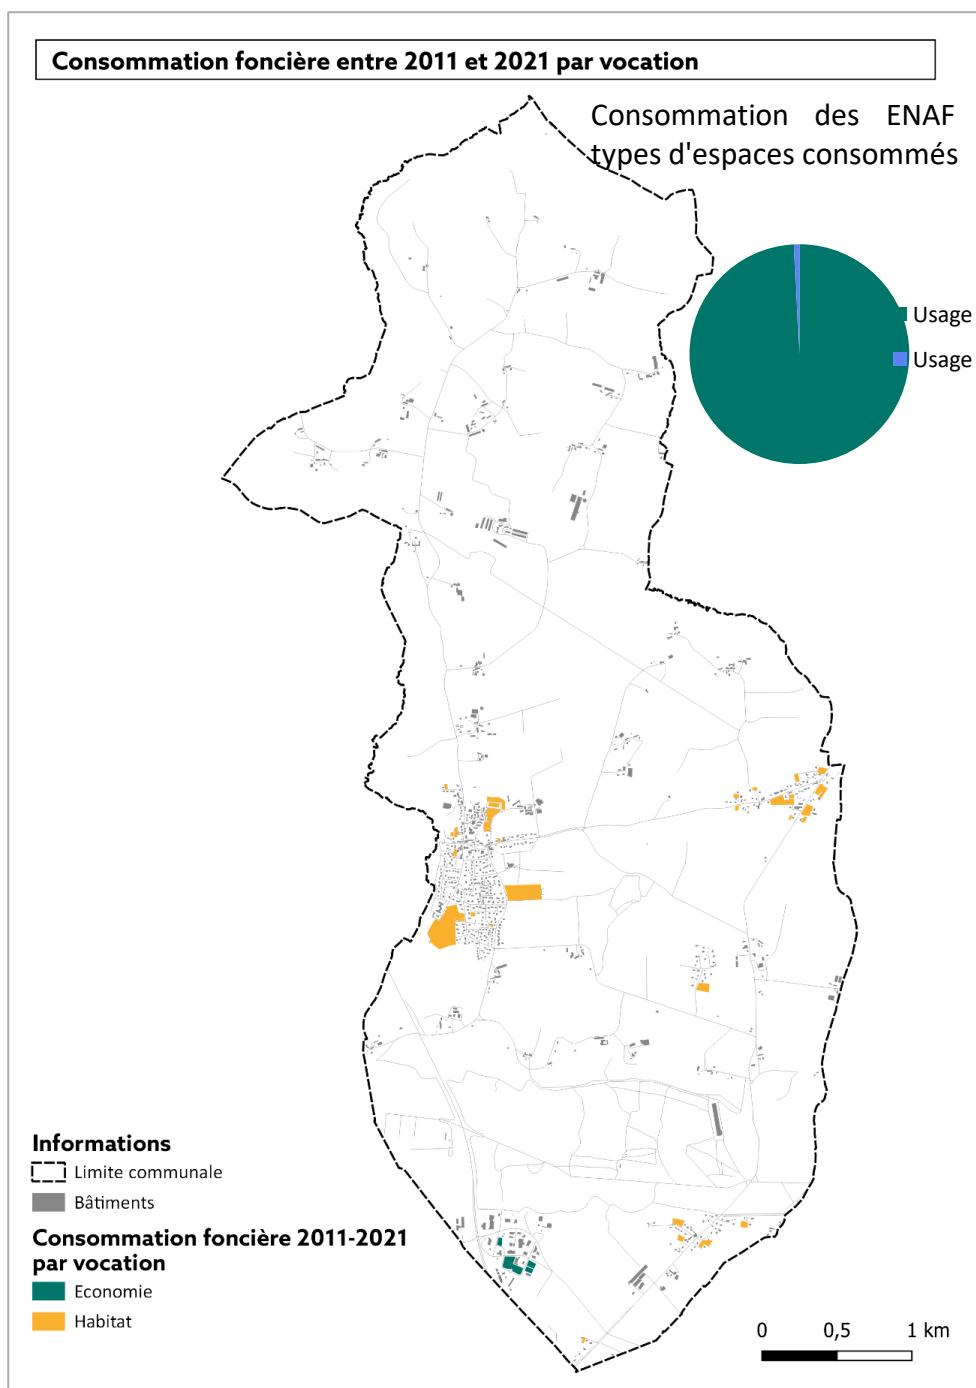 Consommation foncière entre 2011 et 2021 par vocation
Consommation des ENAF
types d'espaces consommés
Usage
Usage
Informations
Limite communale
Bâtiments
Consommation foncière 2011-2021
par vocation
Economie
Habitat
0 0,5 1 km